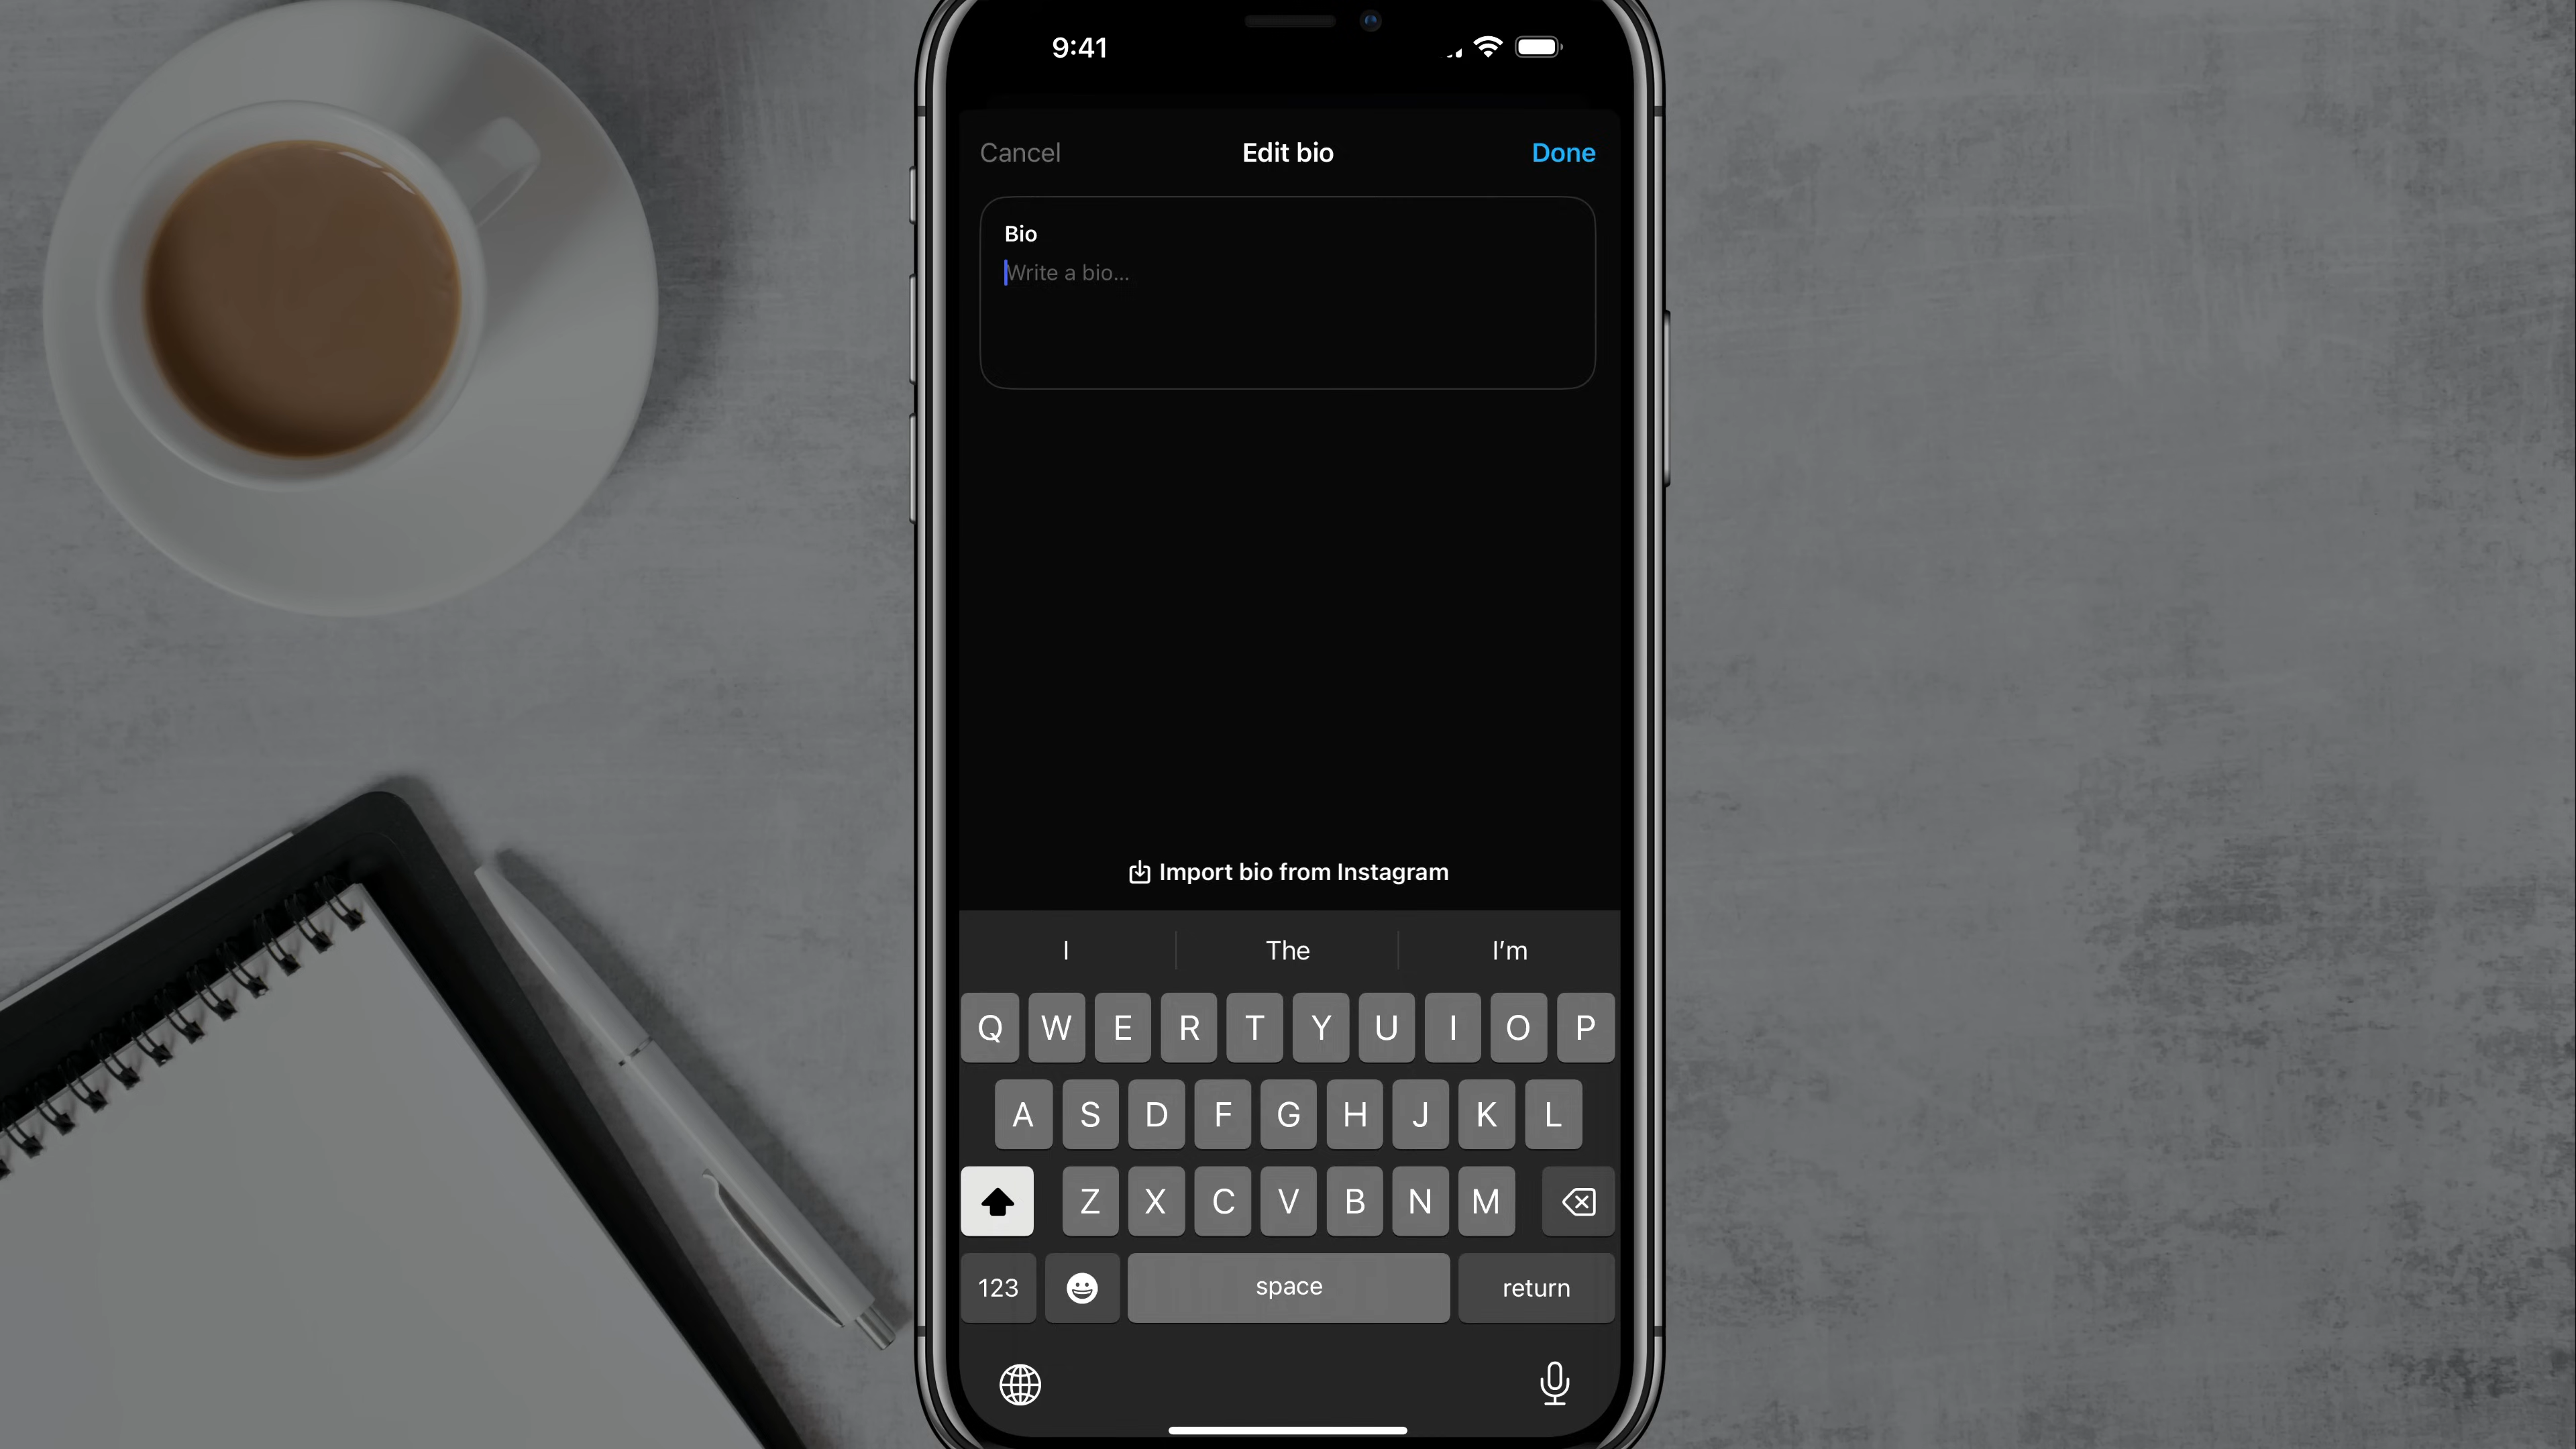 9:41
Cancel Edit bio Done
Bio
Write a bio...
Import bio from Instagram
I The I’m
Q W E R T Y U I O P
A S D F G H J K L
Z X C V B N M
123 space return